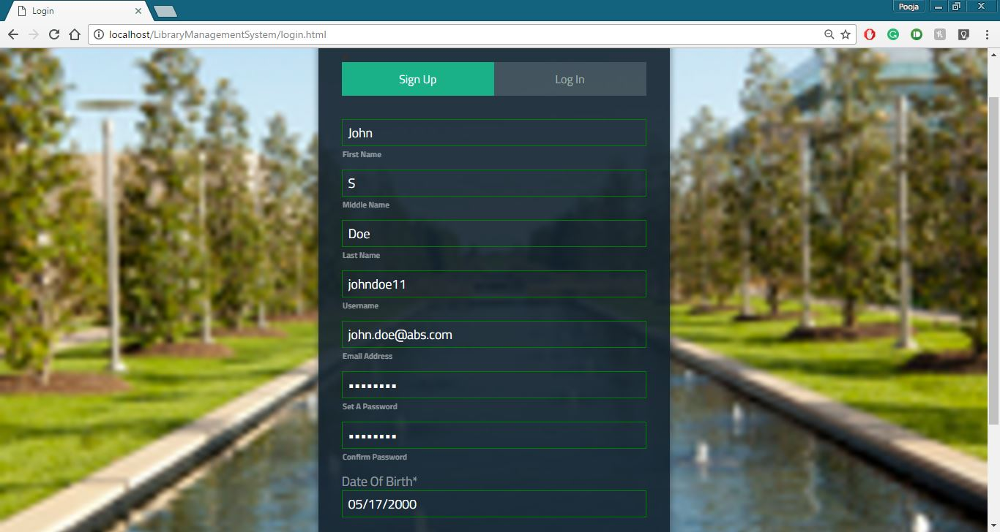 Login
Pooja
localhost/LibraryManagementSystem/login.html
Sign Up Log In
John
First Name
S
Middle Name
Doe
Last Name
johndoe11
Username
john.doe@abs.com
Email Address
••••••••
Set A Password
••••••••
Confirm Password
Date Of Birth*
05/17/2000